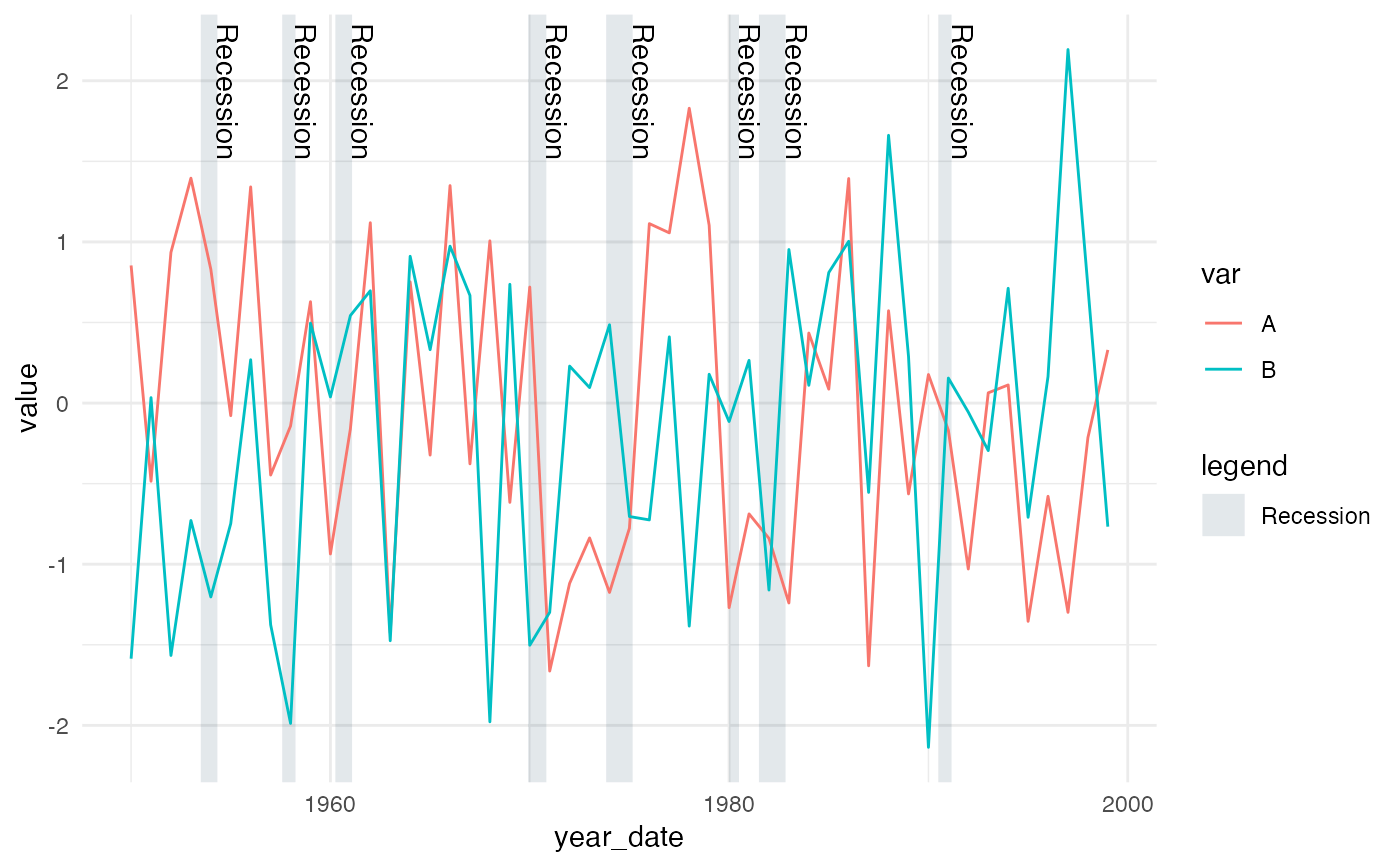 Recession
Recession
Recession
Recession
Recession
Recession
Recession
Recession
2
1
0
-1
-2
value
1960
1980
2000
year_date
var
A
B
legend
Recession